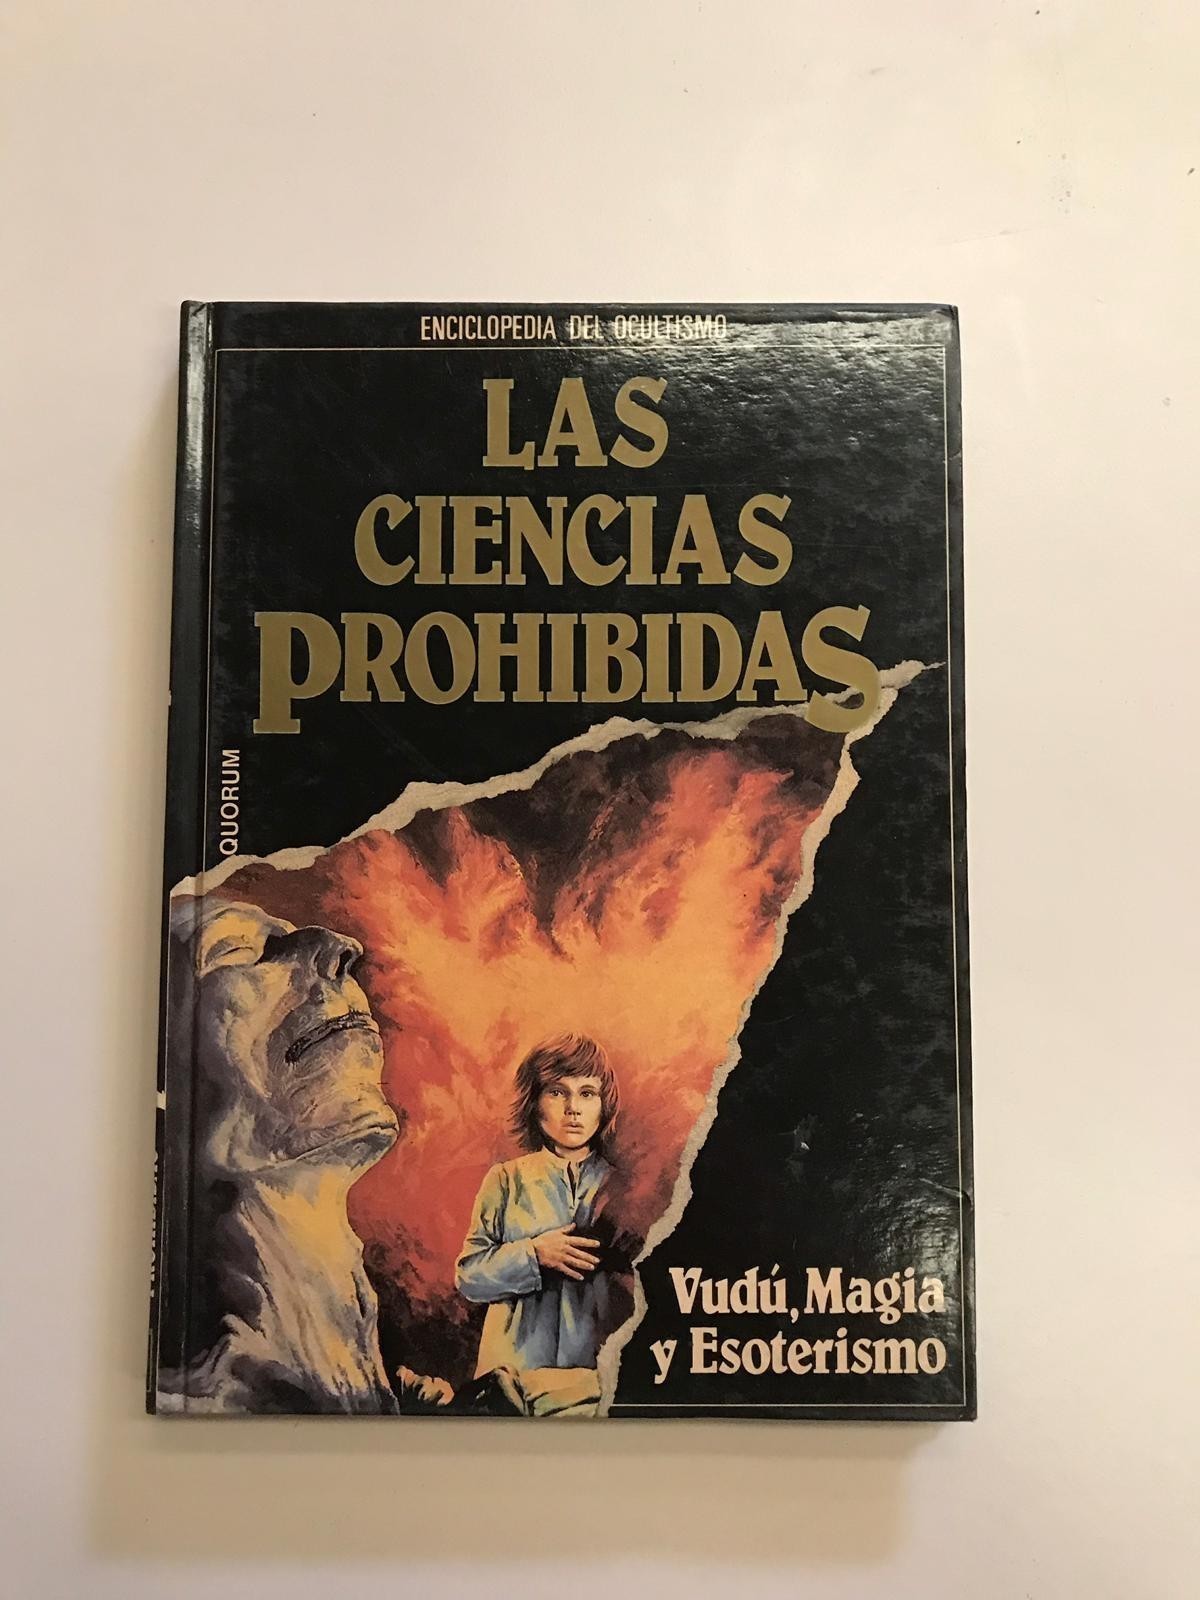 ENCICLOPEDIA DEL OCULTISMO
LAS
CIENCIAS
PROHIBIDAS
QUORUM
Vudú, Magia
y Esoterismo